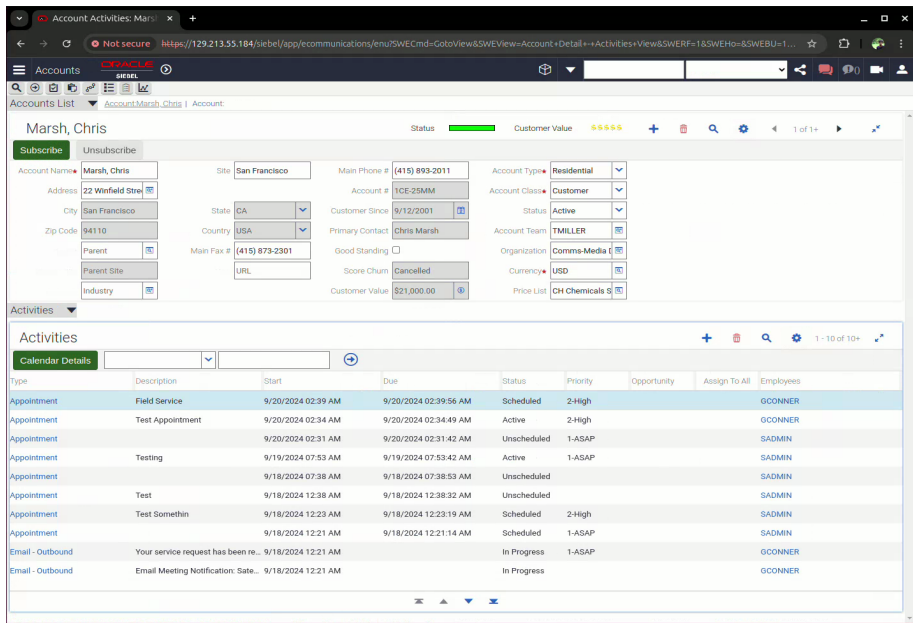 Account Activities: Mars
Not secure https://129.213.55.184/siebel/app/ecommunications/enu?SWECmd=GotoView&SWEView=Account+Detail+-+Activities+View&SWERF=1&SWEHo=&SWEBU=1...
Accounts ORACLE SIEBEL
Accounts List Account:Marsh, Chris | Account:
Marsh, Chris Status Customer Value $$$$$ 1 of 1+
Subscribe Unsubscribe
Account Name Marsh, Chris Site San Francisco Main Phone # (415) 893-2011 Account Type Residential
Address 22 Winfield Stree Account # 1CE-25MM Account Class Customer
City San Francisco State CA Customer Since 9/12/2001 Status Active
Zip Code 94110 Country USA Primary Contact Chris Marsh Account Team TMILLER
Parent Main Fax # (415) 873-2301 Good Standing Organization Comms-Media
Parent Site URL Score Churn Cancelled Currency USD
Industry Customer Value $21,000.00 Price List CH Chemicals S
Activities
Activities 1 - 10 of 10+
Calendar Details
Type Description Start Due Status Priority Opportunity Assign To All Employees
Appointment Field Service 9/20/2024 02:39 AM 9/20/2024 02:39:56 AM Scheduled 2-High GCONNER
Appointment Test Appointment 9/20/2024 02:34 AM 9/20/2024 02:34:49 AM Active 2-High GCONNER
Appointment 9/20/2024 02:31 AM 9/20/2024 02:31:42 AM Unscheduled 1-ASAP SADMIN
Appointment Testing 9/19/2024 07:53 AM 9/19/2024 07:53:42 AM Active 1-ASAP SADMIN
Appointment 9/18/2024 07:38 AM 9/18/2024 07:38:53 AM Unscheduled SADMIN
Appointment Test 9/18/2024 12:38 AM 9/18/2024 12:38:32 AM Unscheduled SADMIN
Appointment Test Somethin 9/18/2024 12:23 AM 9/18/2024 12:23:19 AM Scheduled 2-High SADMIN
Appointment 9/18/2024 12:21 AM 9/18/2024 12:21:14 AM Scheduled 1-ASAP SADMIN
Email - Outbound Your service request has been re... 9/18/2024 12:21 AM In Progress 1-ASAP GCONNER
Email - Outbound Email Meeting Notification: Sate... 9/18/2024 12:21 AM In Progress GCONNER